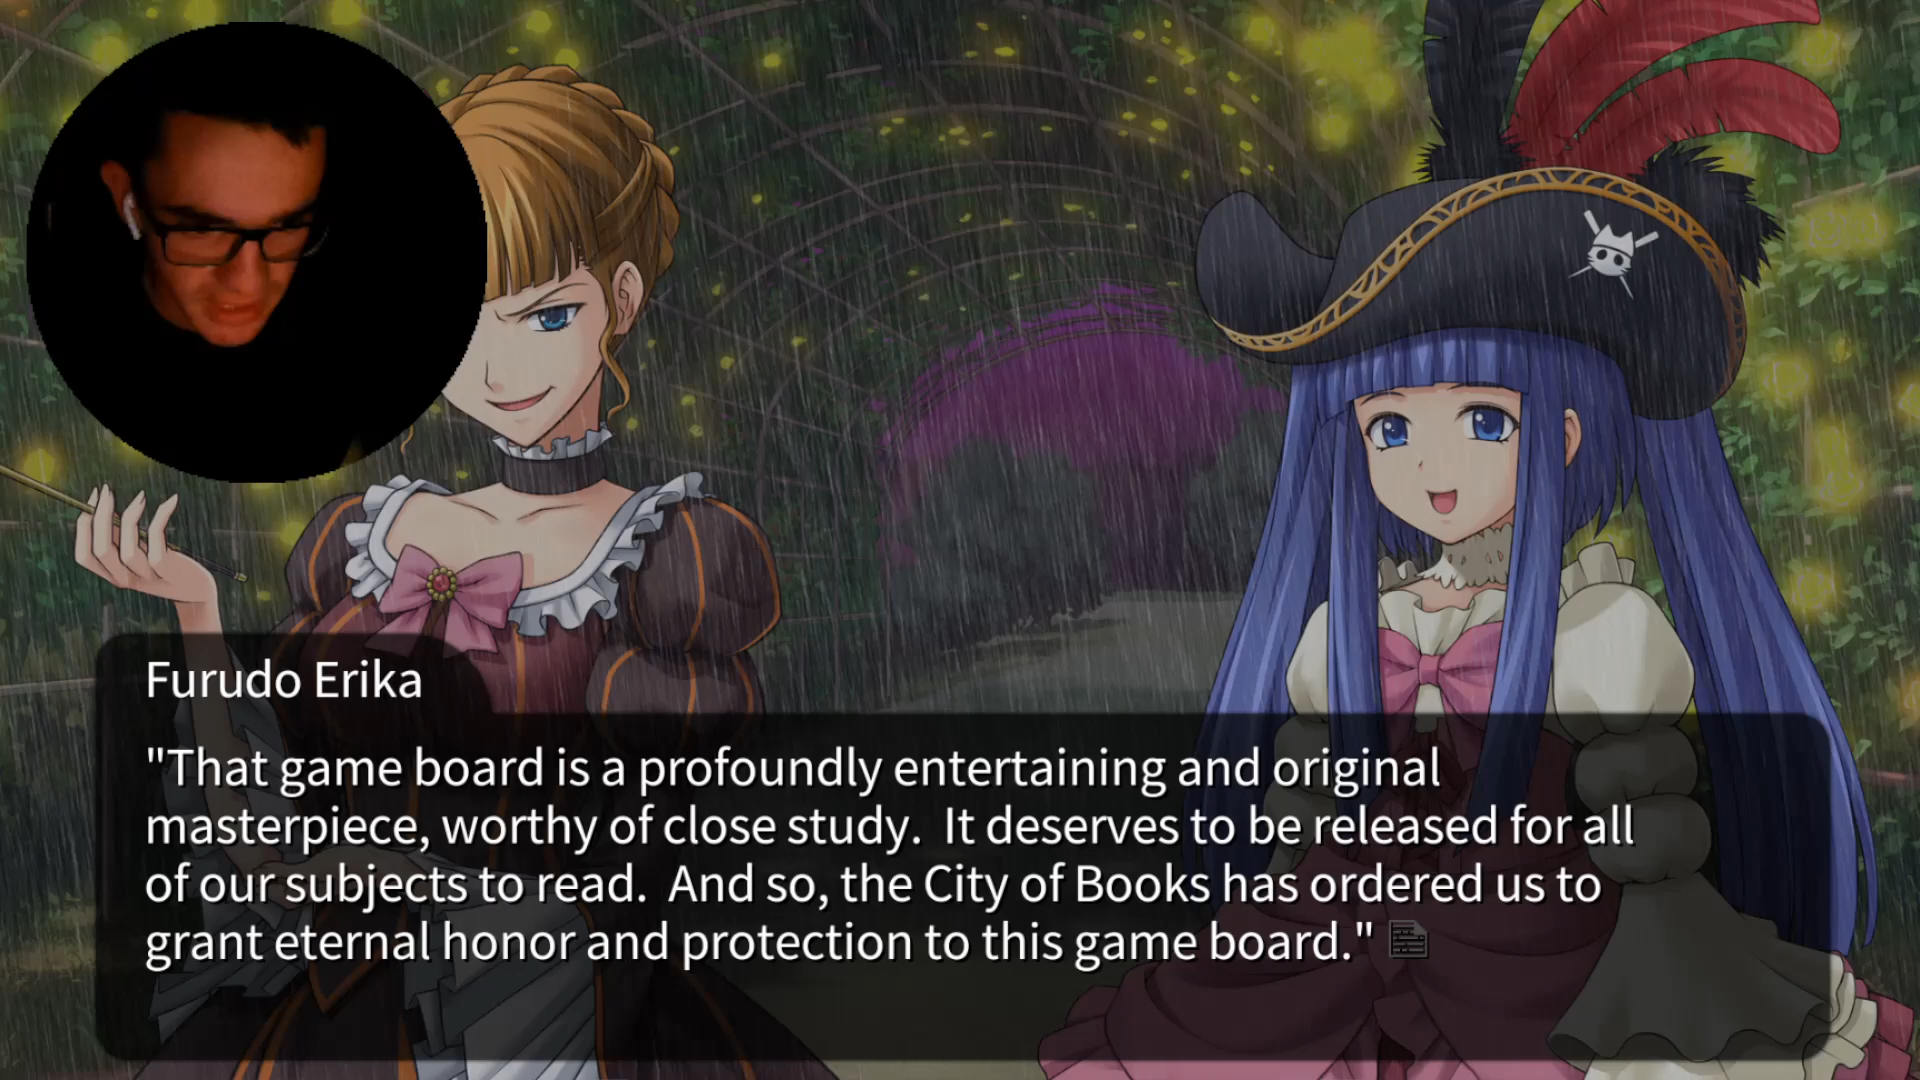 Furudo Erika
"That game board is a profoundly entertaining and original
masterpiece, worthy of close study.  It deserves to be released for all
of our subjects to read.  And so, the City of Books has ordered us to
grant eternal honor and protection to this game board."